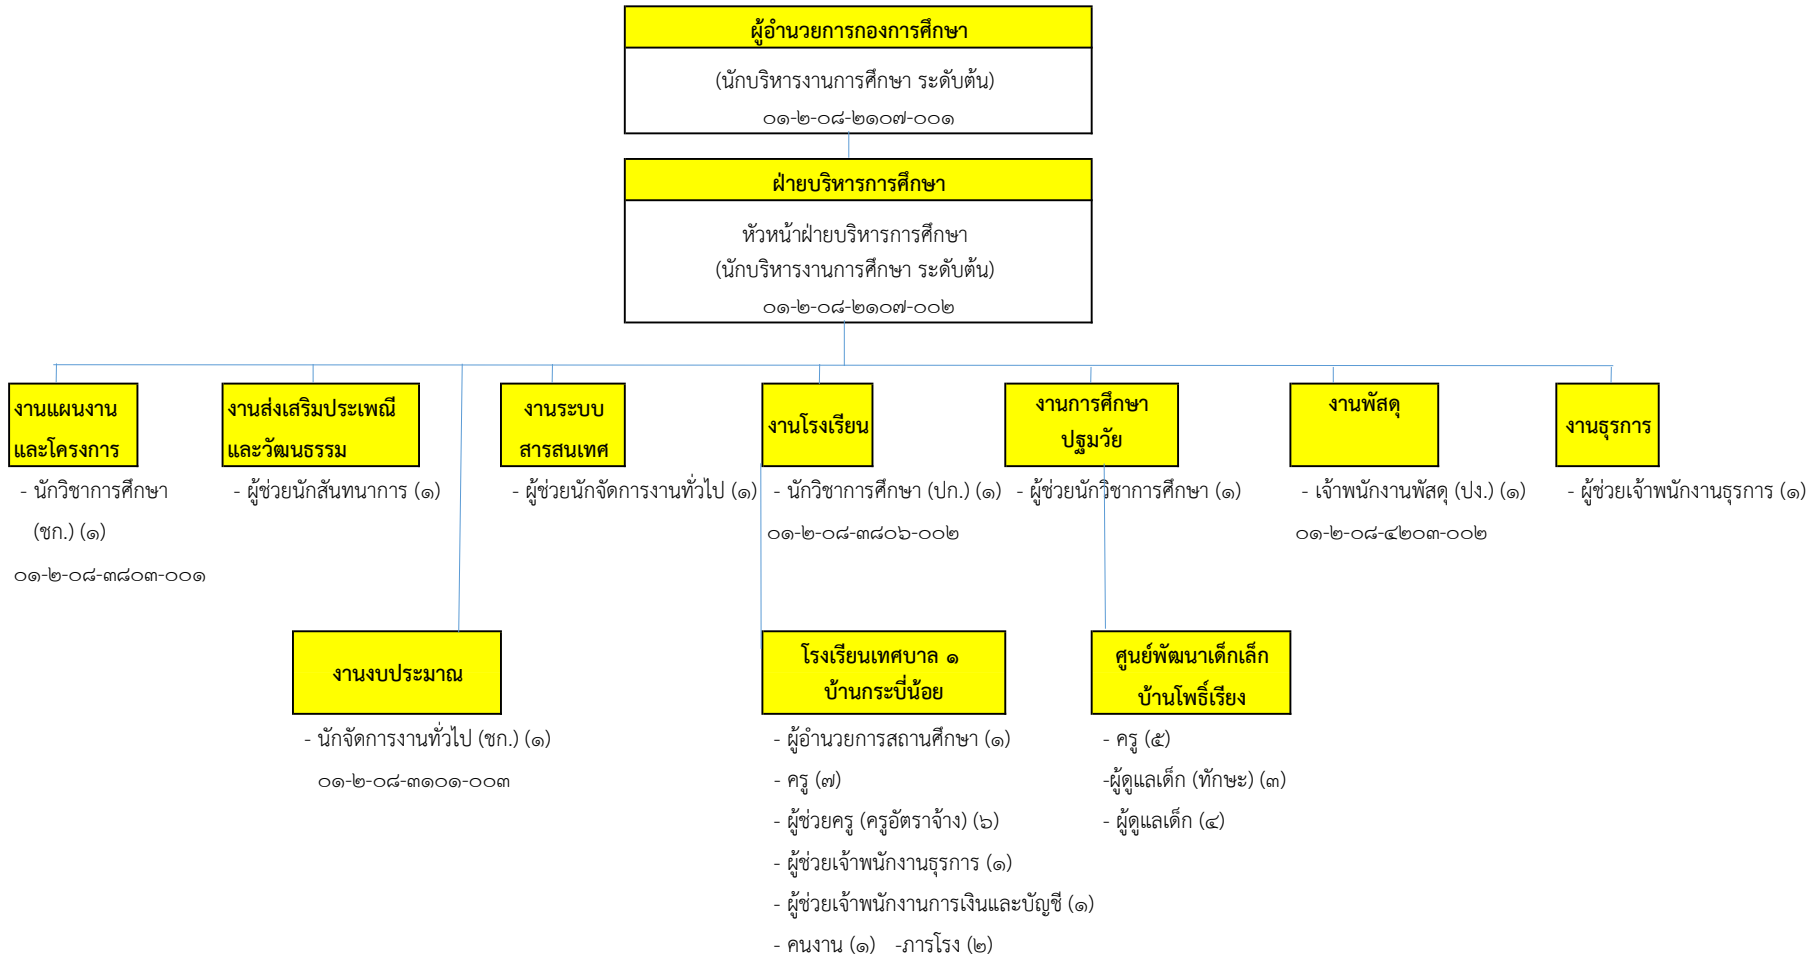 ผู้อำนวยการกองการศึกษา
(นักบริหารงานการศึกษา ระดับต้น)
๐๑-๒-๐๘-๒๑๐๗-๐๐๑
ฝ่ายบริหารการศึกษา
หัวหน้าฝ่ายบริหารการศึกษา
(นักบริหารงานการศึกษา ระดับต้น)
๐๑-๒-๐๘-๒๑๐๗-๐๐๒
งานแผนงาน
และโครงการ
- นักวิชาการศึกษา
(ชก.) (๑)
๐๑-๒-๐๘-๓๘๐๓-๐๐๑
งานส่งเสริมประเพณี
และวัฒนธรรม
- ผู้ช่วยนักสันทนาการ (๑)
งานระบบ
สารสนเทศ
- ผู้ช่วยนักจัดการงานทั่วไป (๑)
งานโรงเรียน
- นักวิชาการศึกษา (ปก.) (๑)
๐๑-๒-๐๘-๓๘๐๖-๐๐๒
งานการศึกษา
ปฐมวัย
- ผู้ช่วยนักวิชาการศึกษา (๑)
งานพัสดุ
- เจ้าพนักงานพัสดุ (ปง.) (๑)
๐๑-๒-๐๘-๔๒๐๓-๐๐๒
งานธุรการ
- ผู้ช่วยเจ้าพนักงานธุรการ (๑)
งานงบประมาณ
- นักจัดการงานทั่วไป (ชก.) (๑)
๐๑-๒-๐๘-๓๑๐๑-๐๐๓
โรงเรียนเทศบาล ๑
บ้านกระบี่น้อย
- ผู้อำนวยการสถานศึกษา (๑)
- ครู (๗)
- ผู้ช่วยครู (ครูอัตราจ้าง) (๖)
- ผู้ช่วยเจ้าพนักงานธุรการ (๑)
- ผู้ช่วยเจ้าพนักงานการเงินและบัญชี (๑)
- คนงาน (๑) -ภารโรง (๒)
ศูนย์พัฒนาเด็กเล็ก
บ้านโพธิ์เรียง
- ครู (๕)
-ผู้ดูแลเด็ก (ทักษะ) (๓)
- ผู้ดูแลเด็ก (๔)